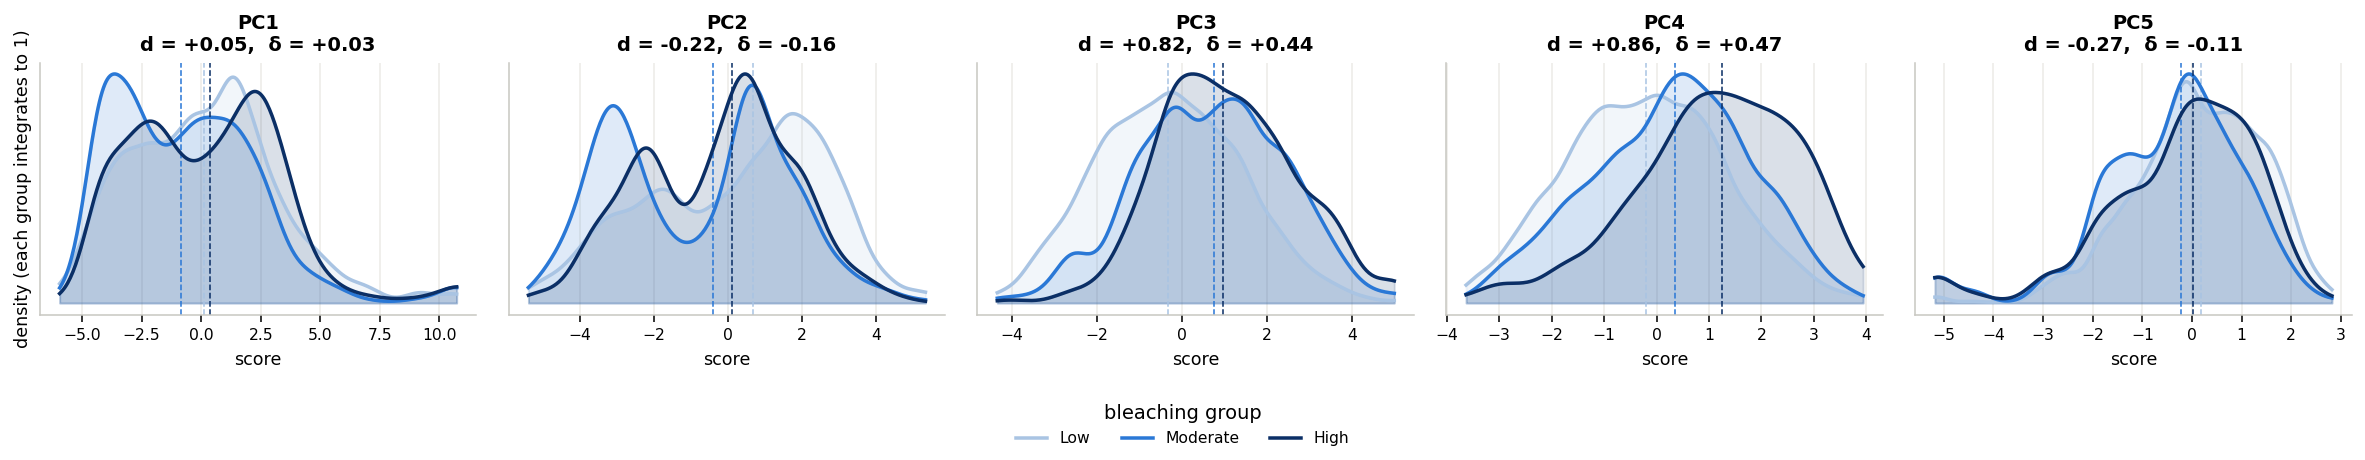 PC1
d = +0.05,  δ = +0.03
PC2
d = -0.22,  δ = -0.16
PC3
d = +0.82,  δ = +0.44
PC4
d = +0.86,  δ = +0.47
PC5
d = -0.27,  δ = -0.11
density (each group integrates to 1)
−5.0 −2.5 0.0 2.5 5.0 7.5 10.0
score
−4 −2 0 2 4
score
−4 −2 0 2 4
score
−4 −3 −2 −1 0 1 2 3 4
score
−5 −4 −3 −2 −1 0 1 2 3
score
bleaching group
Low Moderate High